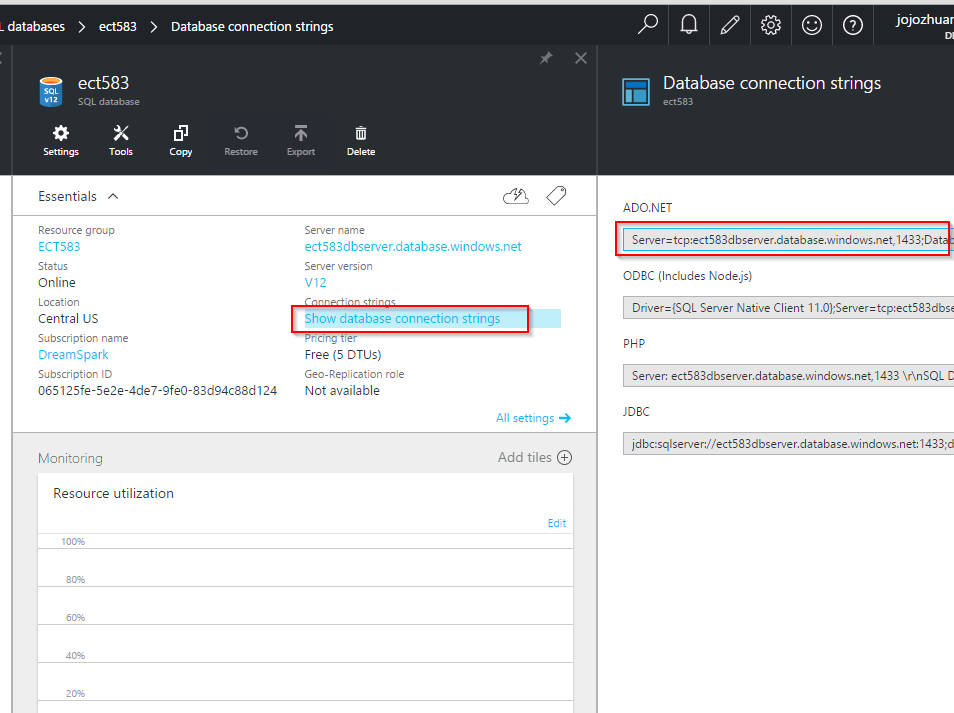 L databases > ect583 > Database connection strings
jojozhuan
ect583
SQL database
SQL
v12
Settings
Tools
Copy
Restore
Export
Delete
Essentials
Resource group
ECT583
Status
Online
Location
Central US
Subscription name
DreamSpark
Subscription ID
065125fe-5e2e-4de7-9fe0-83d94c88d124
Server name
ect583dbserver.database.windows.net
Server version
V12
Connection strings
Show database connection strings
Pricing tier
Free (5 DTUs)
Geo-Replication role
Not available
All settings
Monitoring
Add tiles
Resource utilization
Edit
100%
80%
60%
40%
20%
Database connection strings
ect583
ADO.NET
Server=tcp:ect583dbserver.database.windows.net,1433;Datab
ODBC (Includes Node.js)
Driver={SQL Server Native Client 11.0};Server=tcp:ect583dbse
PHP
Server: ect583dbserver.database.windows.net,1433 \r\nSQL D
JDBC
jdbc:sqlserver://ect583dbserver.database.windows.net:1433;d